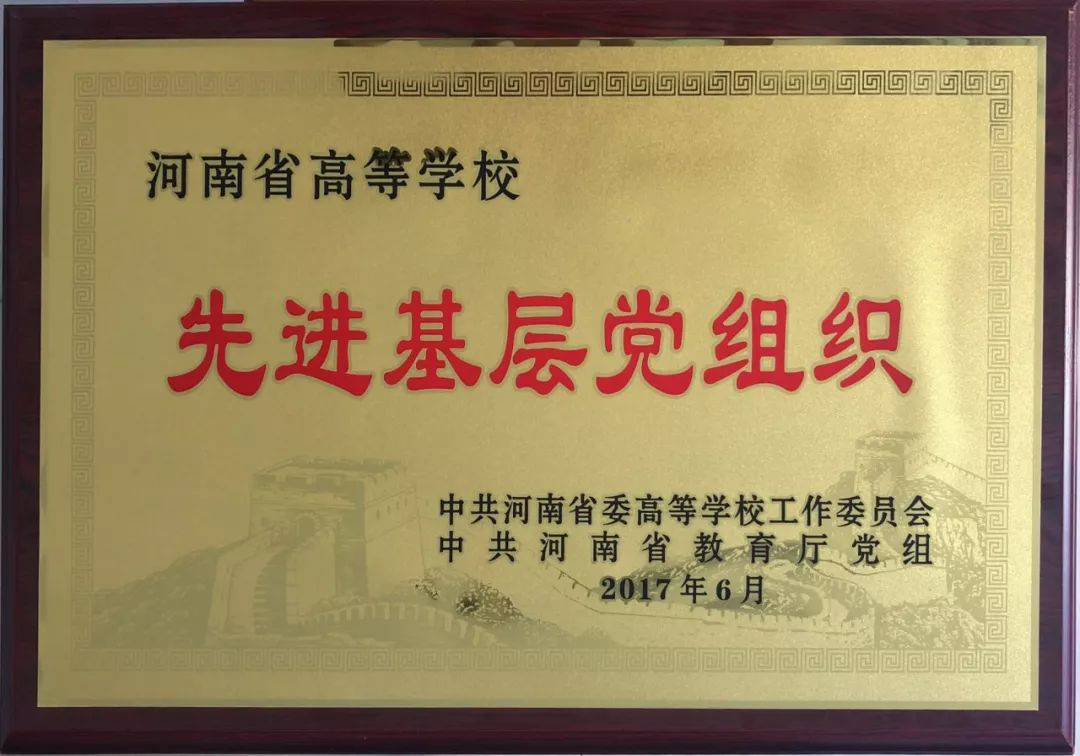 河南省高等学校
先进基层党组织
中共河南省委高等学校工作委员会
中共河南省教育厅党组
2017年6月